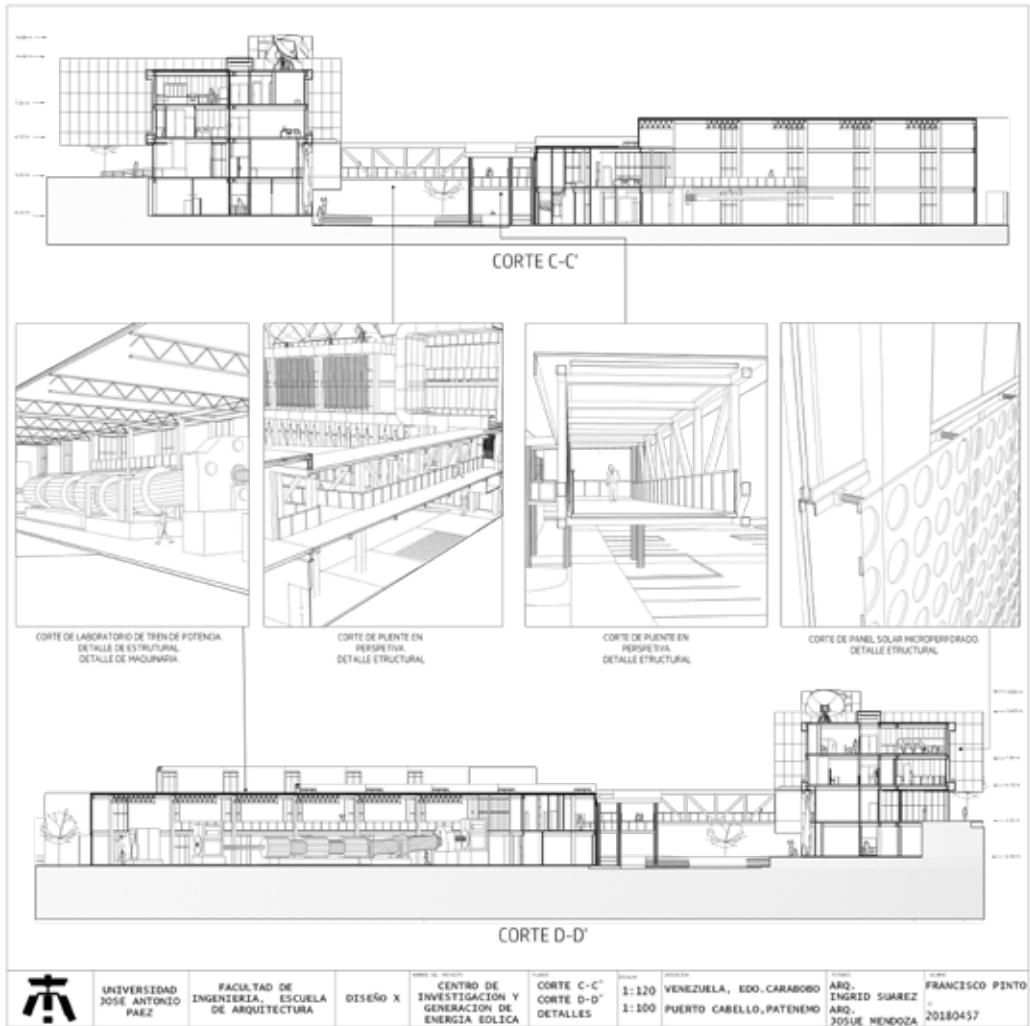 CORTE C-C'
CORTE DE LABORATORIO DE TREN DE POTENCIA.
DETALLE DE ESTRUTURAL.
DETALLE DE MAQUINARIA.
CORTE DE PUENTE EN
PERSPETIVA.
DETALLE ETRUCTURAL
CORTE DE PUENTE EN
PERSPETIVA.
DETALLE ETRUCTURAL
CORTE DE PANEL SOLAR MICROPERFORADO.
DETALLE ETRUCTURAL
CORTE D-D'
UNIVERSIDAD
JOSE ANTONIO
PAEZ
FACULTAD DE
INGENIERIA, ESCUELA
DE ARQUITECTURA
DISEÑO X
CENTRO DE
INVESTIGACION Y
GENERACION DE
ENERGIA EOLICA
CORTE C-C'
CORTE D-D'
DETALLES
1:120
1:100
VENEZUELA, EDO.CARABOBO
PUERTO CABELLO,PATENEMO
ARQ.
INGRID SUAREZ
ARQ.
JOSUE MENDOZA
FRANCISCO PINTO
20180457